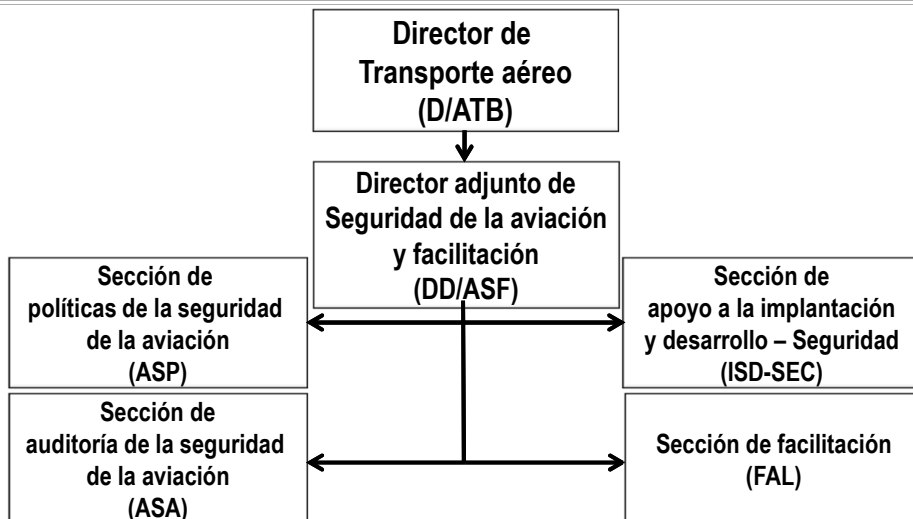 Director de
Transporte aéreo
(D/ATB)
Director adjunto de
Seguridad de la aviación
y facilitación
(DD/ASF)
Sección de
políticas de la seguridad
de la aviación
(ASP)
Sección de
apoyo a la implantación
y desarrollo – Seguridad
(ISD-SEC)
Sección de
auditoría de la seguridad
de la aviación
(ASA)
Sección de facilitación
(FAL)